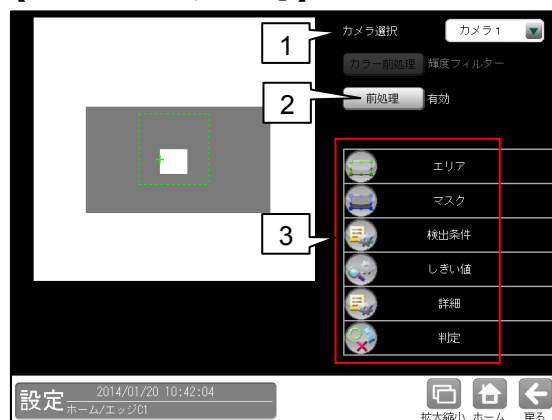 1
カメラ選択 カメラ1
カラー前処理 輝度フィルター
2
前処理 有効
3
エリア
マスク
検出条件
しきい値
詳細
判定
設定 2014/01/20 10:42:04
ホーム/エッジC1
拡大縮小 ホーム 戻る